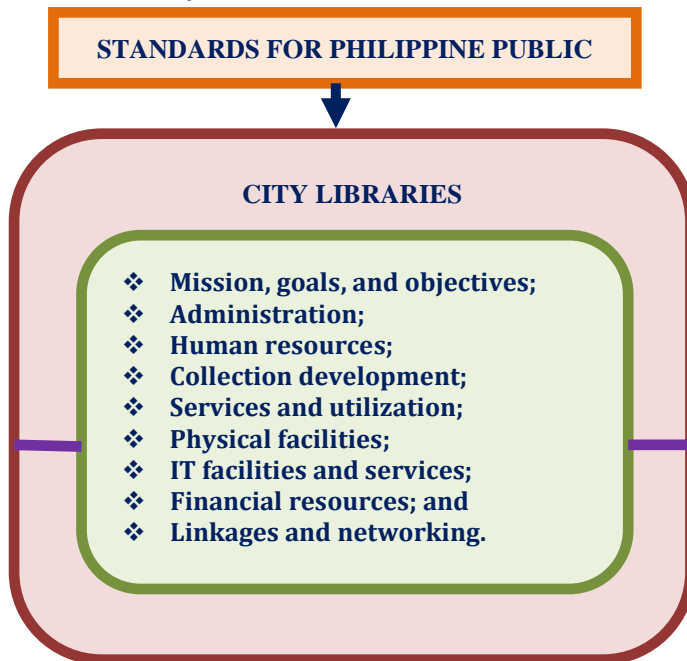 STANDARDS FOR PHILIPPINE PUBLIC
CITY LIBRARIES
❖ Mission, goals, and objectives;
❖ Administration;
❖ Human resources;
❖ Collection development;
❖ Services and utilization;
❖ Physical facilities;
❖ IT facilities and services;
❖ Financial resources; and
❖ Linkages and networking.